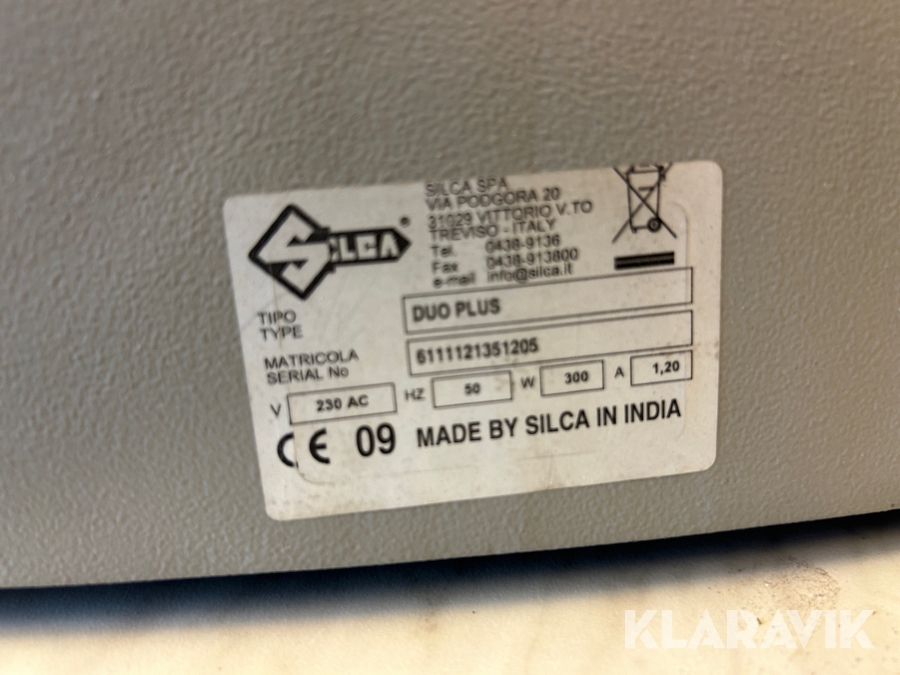 SILCA®
SILCA SPA
VIA PODGORA 20
31029 VITTORIO V.TO
TREVISO - ITALY
Tel. 0438-9136
Fax 0438-913800
e-mail info@silca.it
TIPO
TYPE
DUO PLUS
MATRICOLA
SERIAL No
6111121351205
V 230 AC HZ 50 W 300 A 1,20
CE 09 MADE BY SILCA IN INDIA
KLARAVIK